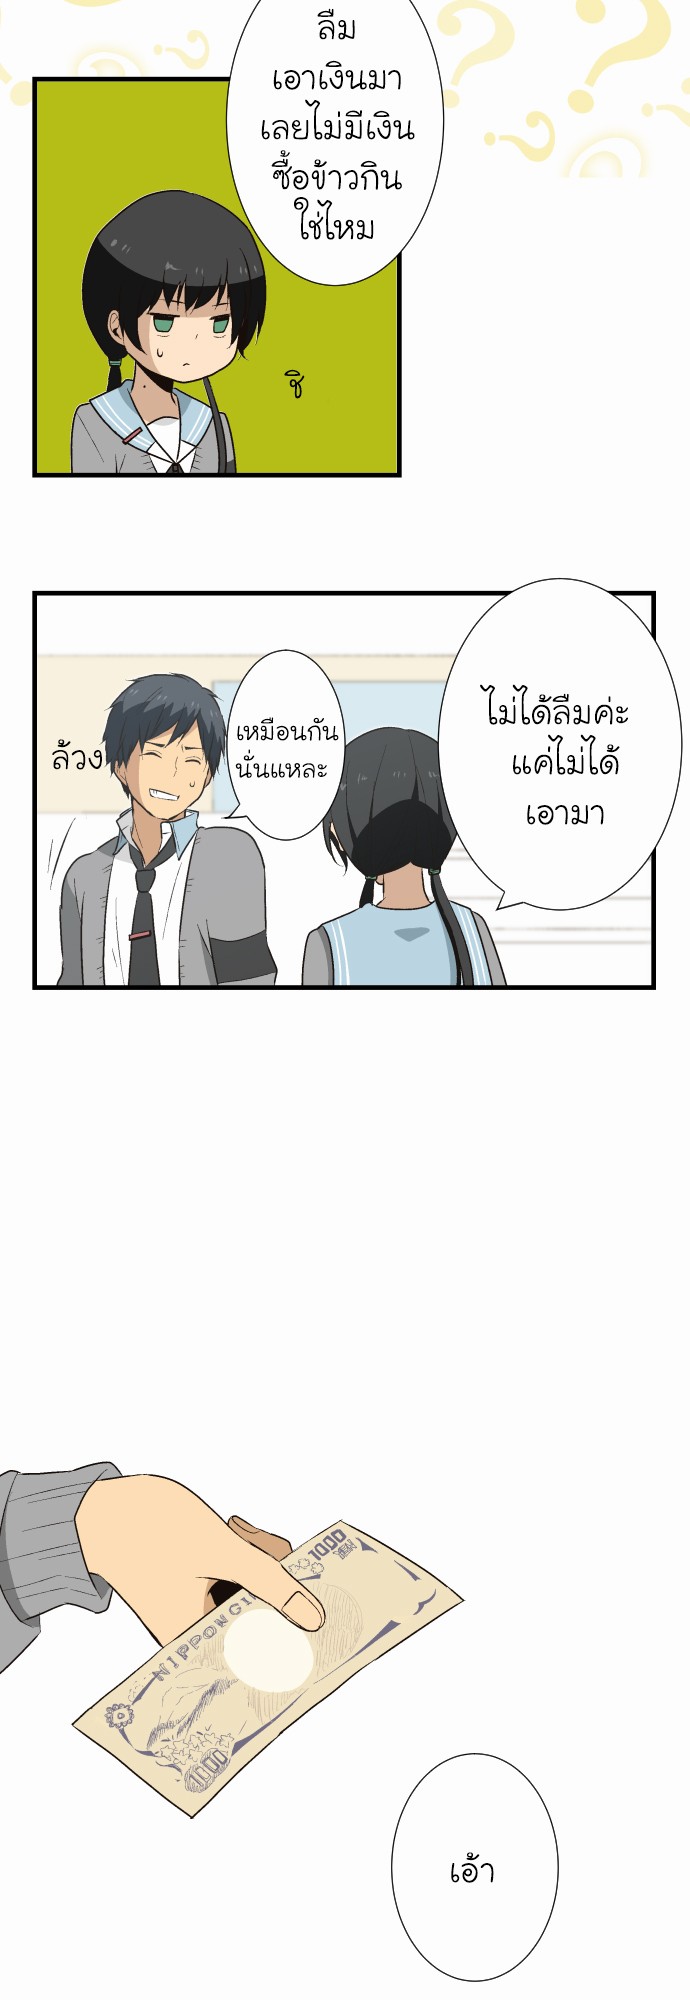 ลืม
เอาเงินมา
เลยไม่มีเงิน
ซื้อข้าวกิน
ใช่ไหม
ชิ
ล้วง
เหมือนกัน
นั่นแหละ
ไม่ได้ลืมค่ะ
แค่ไม่ได้
เอามา
1000
NIPPON GI
1000
เอ้า